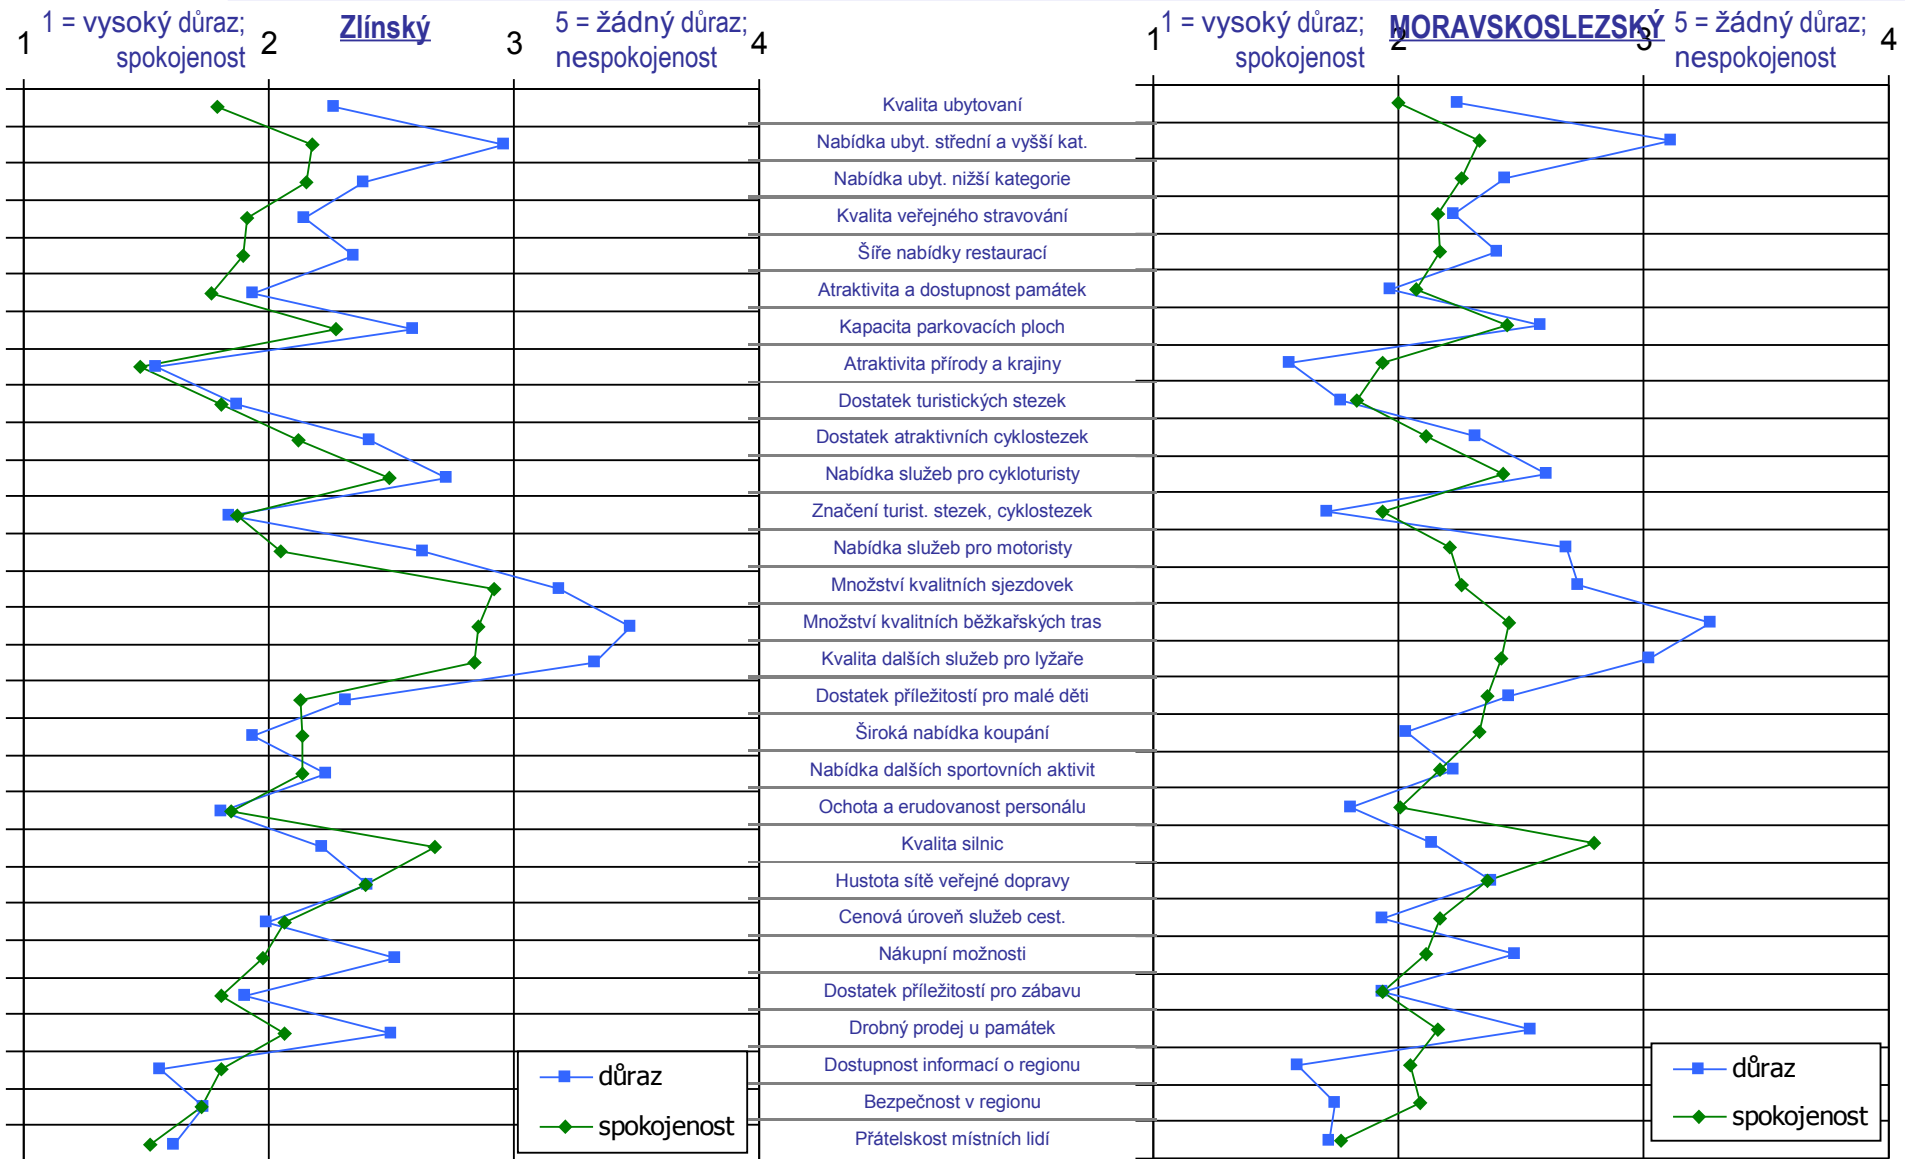 1 = vysoký důraz;
spokojenost
Zlínský
5 = žádný důraz;
nespokojenost
1 2 3 4
1 = vysoký důraz;
spokojenost
MORAVSKOSLEZSKÝ
5 = žádný důraz;
nespokojenost
1 2 3 4
Kvalita ubytovaní
Nabídka ubyt. střední a vyšší kat.
Nabídka ubyt. nižší kategorie
Kvalita veřejného stravování
Šíře nabídky restaurací
Atraktivita a dostupnost památek
Kapacita parkovacích ploch
Atraktivita přírody a krajiny
Dostatek turistických stezek
Dostatek atraktivních cyklostezek
Nabídka služeb pro cykloturisty
Značení turist. stezek, cyklostezek
Nabídka služeb pro motoristy
Množství kvalitních sjezdovek
Množství kvalitních běžkařských tras
Kvalita dalších služeb pro lyžaře
Dostatek příležitostí pro malé děti
Široká nabídka koupání
Nabídka dalších sportovních aktivit
Ochota a erudovanost personálu
Kvalita silnic
Hustota sítě veřejné dopravy
Cenová úroveň služeb cest.
Nákupní možnosti
Dostatek příležitostí pro zábavu
Drobný prodej u památek
Dostupnost informací o regionu
Bezpečnost v regionu
Přátelskost místních lidí
důraz
spokojenost
důraz
spokojenost